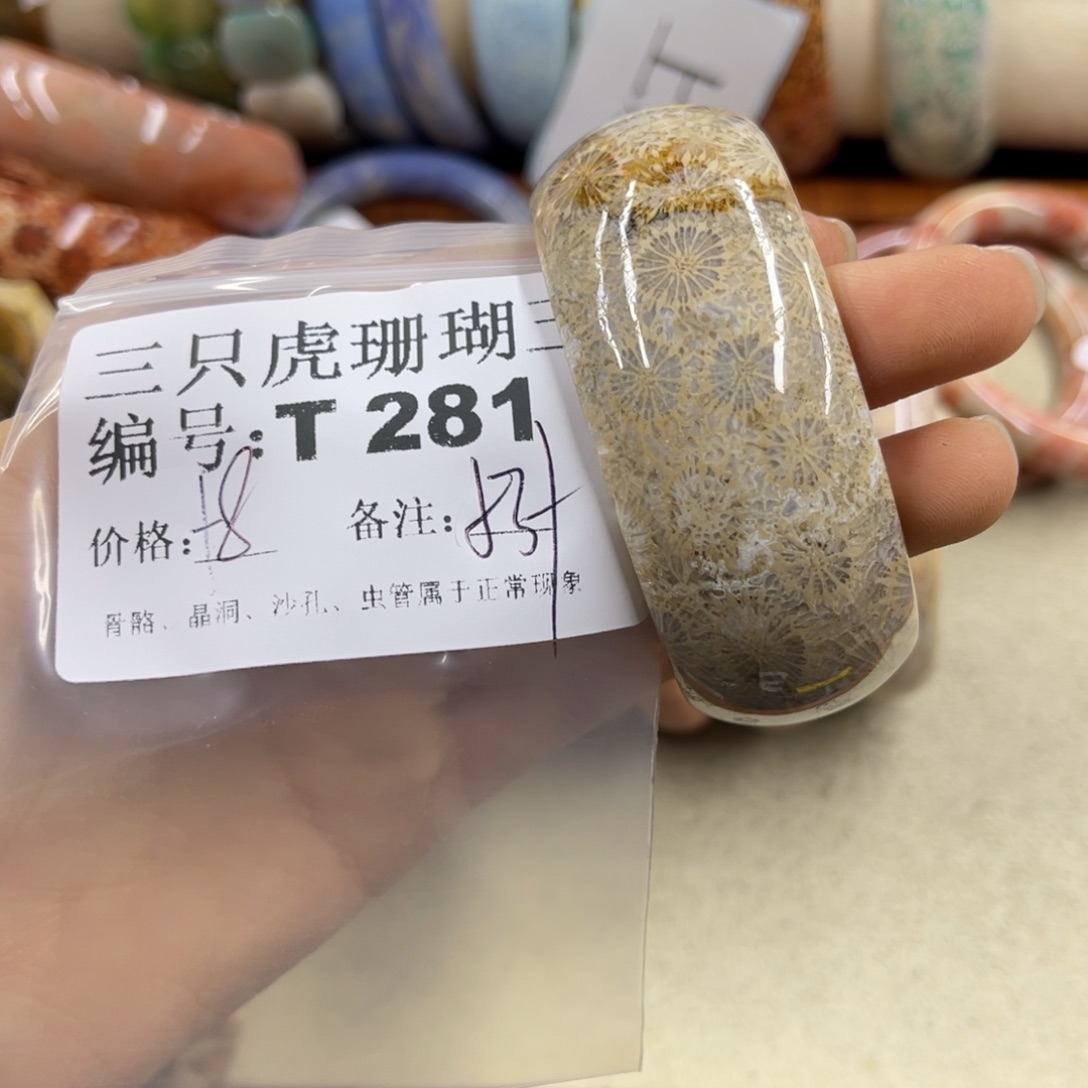 三只虎珊瑚三
编号:T 281
价格:18 备注:
骨骼、晶洞、沙孔、虫管属于正常现象